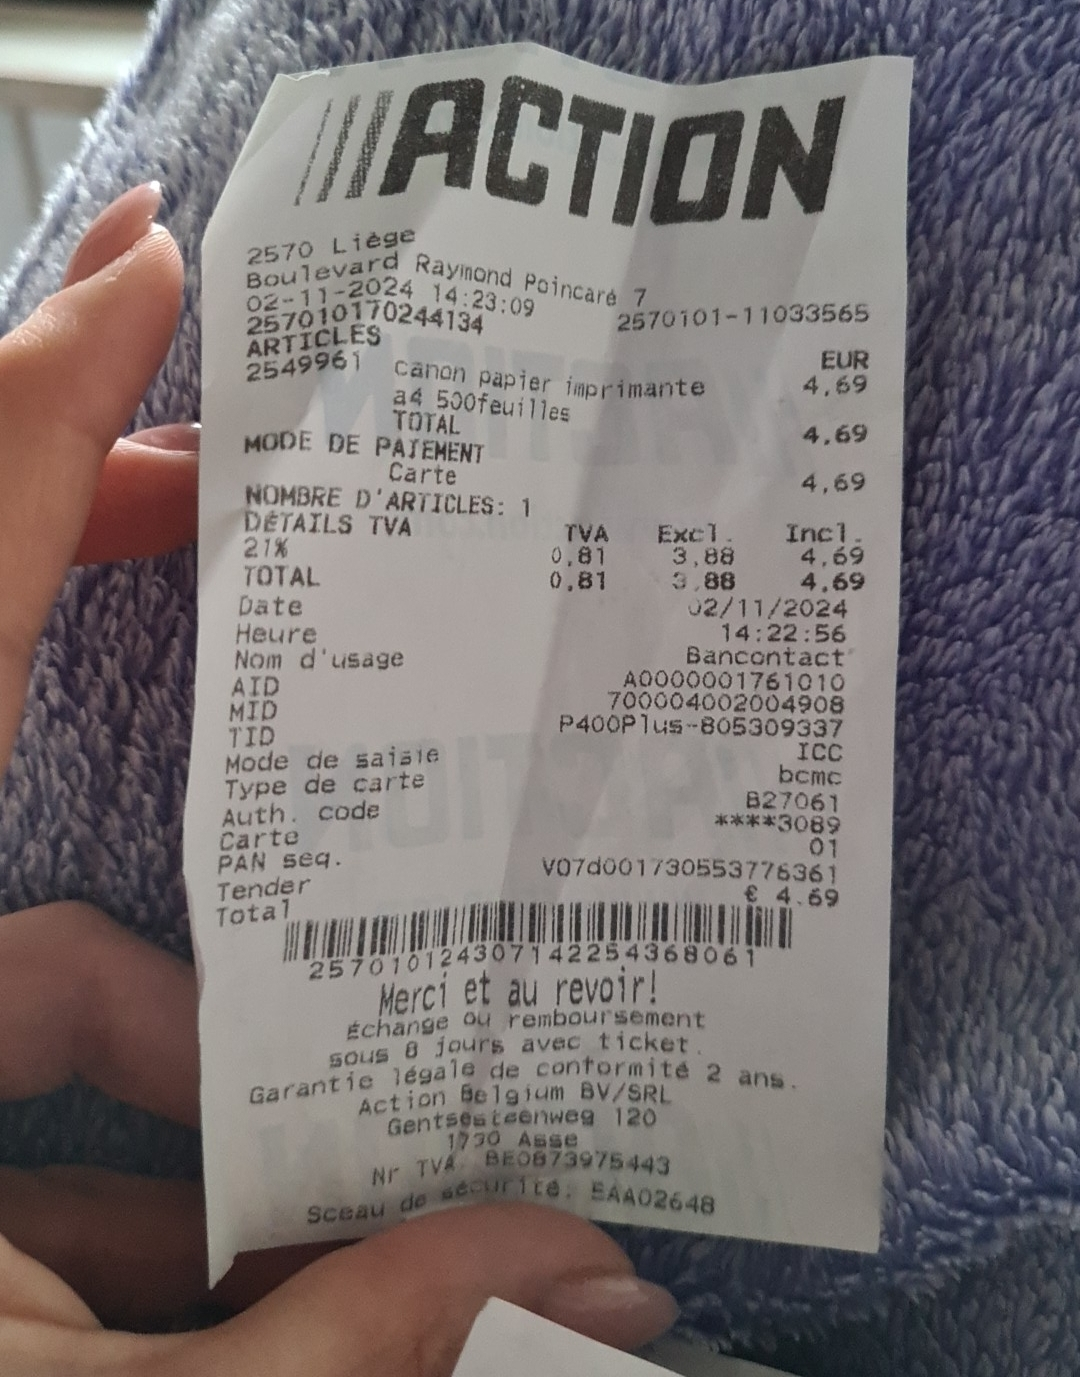 ACTION
2570 Liège
Boulevard Raymond Poincaré 7
02-11-2024 14:23:09
257010170244134 2570101-11033565
ARTICLES EUR
2549961 canon papier imprimante 4,69
a4 500feuilles
TOTAL 4,69
MODE DE PAIEMENT
Carte 4,69
NOMBRE D'ARTICLES: 1
DÉTAILS TVA TVA Excl. Incl.
21% 0,81 3,88 4,69
TOTAL 0,81 3,88 4,69
Date 02/11/2024
Heure 14:22:56
Nom d'usage Bancontact
AID A0000001761010
MID 700004002004908
TID P400Plus-805309337
Mode de saisie ICC
Type de carte bcmc
Auth. code B27061
Carte ****3089
PAN seq. 01
Tender V07d001730553776361
Total € 4.69
257010124307142254368061
Merci et au revoir!
Échange ou remboursement
sous 8 jours avec ticket.
Garantie légale de conformité 2 ans.
Action Belgium BV/SRL
Gentsesteenweg 120
1730 Asse
Nr TVA. BE0873975443
Sceau de sécurité: EAA02648